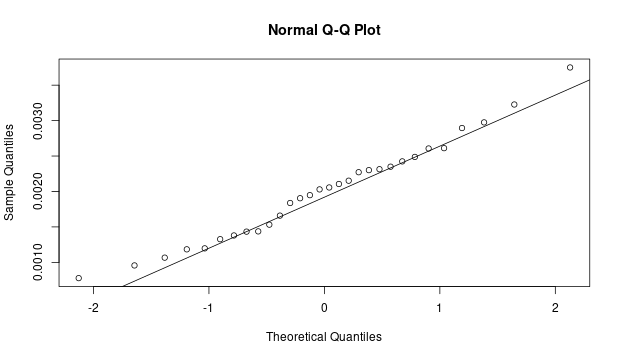 Normal Q-Q Plot
Sample Quantiles
0.0030
0.0020
0.0010
-2 -1 0 1 2
Theoretical Quantiles